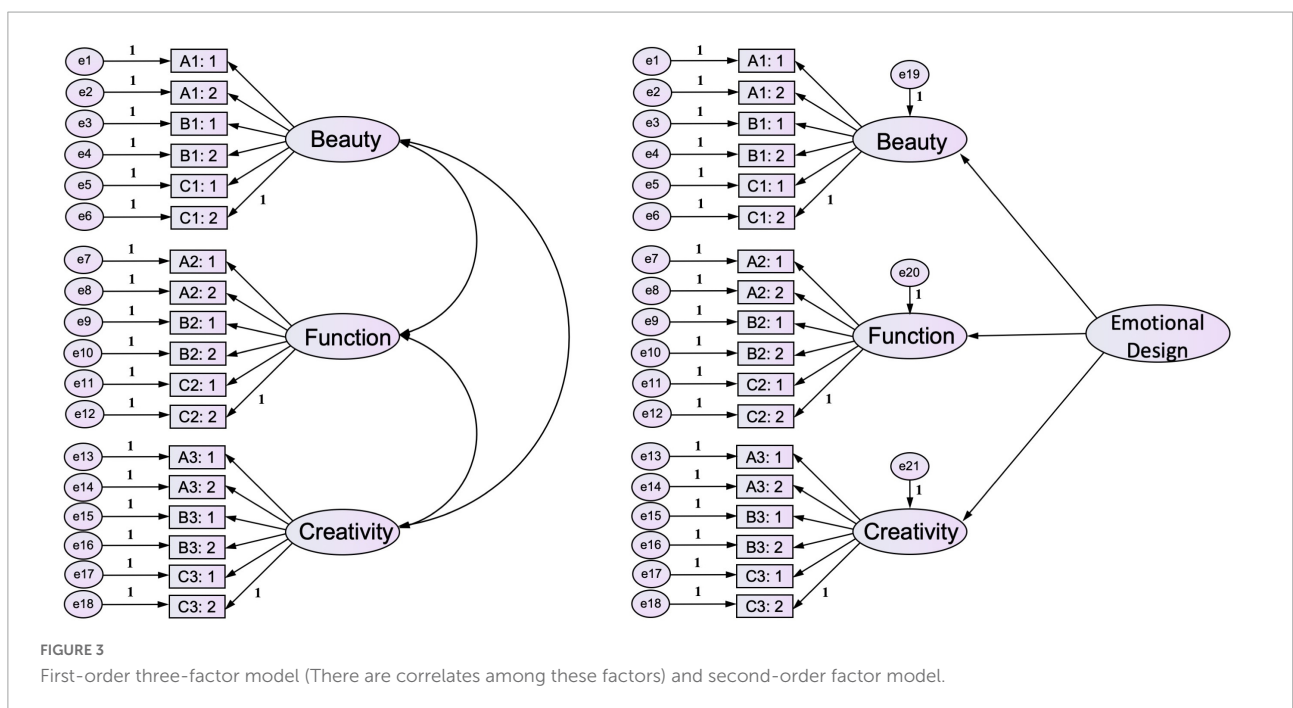 e1 1 A1: 1
e2 1 A1: 2
e3 1 B1: 1
e4 1 B1: 2
e5 1 C1: 1
e6 1 C1: 2
1
Beauty
e7 1 A2: 1
e8 1 A2: 2
e9 1 B2: 1
e10 1 B2: 2
e11 1 C2: 1
e12 1 C2: 2
1
Function
e13 1 A3: 1
e14 1 A3: 2
e15 1 B3: 1
e16 1 B3: 2
e17 1 C3: 1
e18 1 C3: 2
1
Creativity
e1 1 A1: 1
e2 1 A1: 2
e3 1 B1: 1
e4 1 B1: 2
e5 1 C1: 1
e6 1 C1: 2
1
e19
1
Beauty
e7 1 A2: 1
e8 1 A2: 2
e9 1 B2: 1
e10 1 B2: 2
e11 1 C2: 1
e12 1 C2: 2
1
e20
1
Function
e13 1 A3: 1
e14 1 A3: 2
e15 1 B3: 1
e16 1 B3: 2
e17 1 C3: 1
e18 1 C3: 2
1
e21
1
Creativity
Emotional
Design
FIGURE 3
First-order three-factor model (There are correlates among these factors) and second-order factor model.